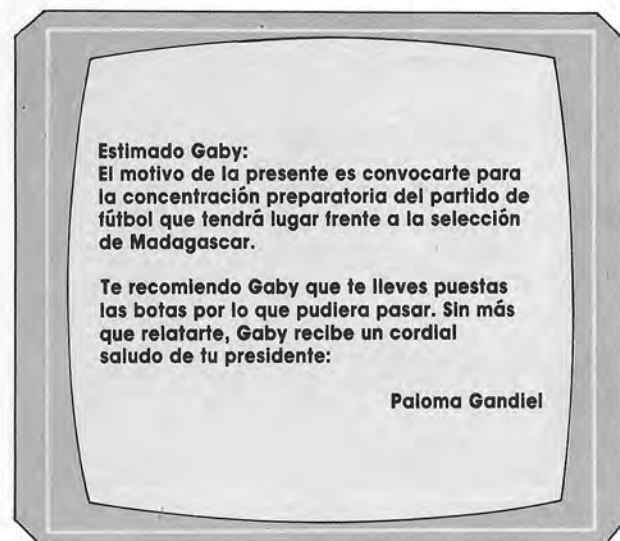 Estimado Gaby:
El motivo de la presente es convocarte para
la concentración preparatoria del partido de
fútbol que tendrá lugar frente a la selección
de Madagascar.
Te recomiendo Gaby que te lleves puestas
las botas por lo que pudiera pasar. Sin más
que relatarte, Gaby recibe un cordial
saludo de tu presidente:
Paloma Gandiel